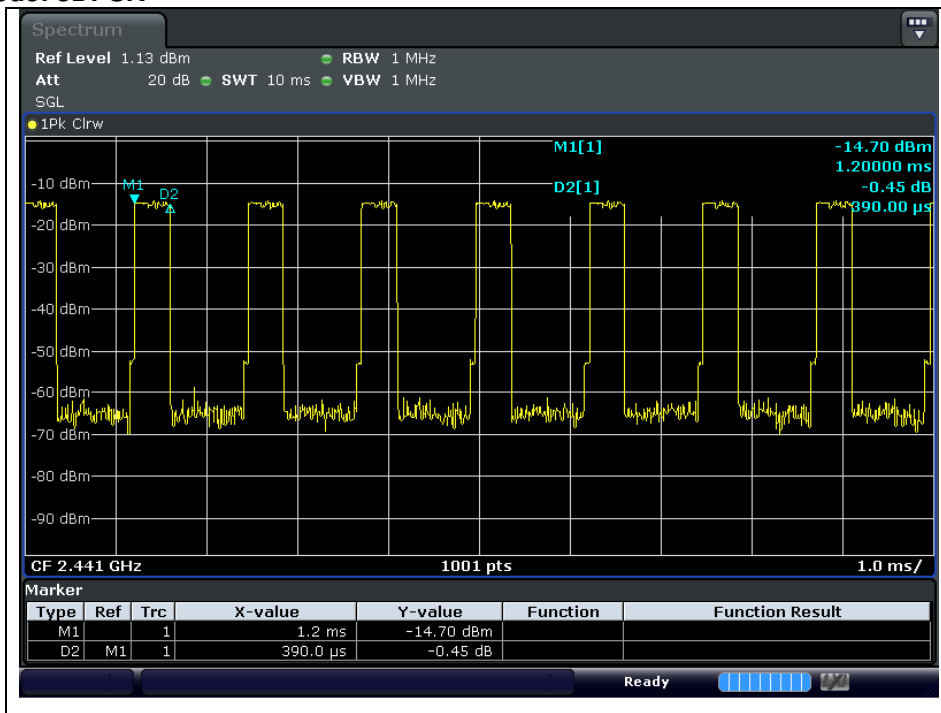 Spectrum
Ref Level 1.13 dBm RBW 1 MHz
Att 20 dB SWT 10 ms VBW 1 MHz
SGL
1Pk Clrw
M1[1] -14.70 dBm
1.20000 ms
D2[1] -0.45 dB
390.00 µs
M1
D2
-10 dBm
-20 dBm
-30 dBm
-40 dBm
-50 dBm
-60 dBm
-70 dBm
-80 dBm
-90 dBm
CF 2.441 GHz 1001 pts 1.0 ms/
Marker
Type Ref Trc X-value Y-value Function Function Result
M1 1 1.2 ms -14.70 dBm
D2 M1 1 390.0 µs -0.45 dB
Ready